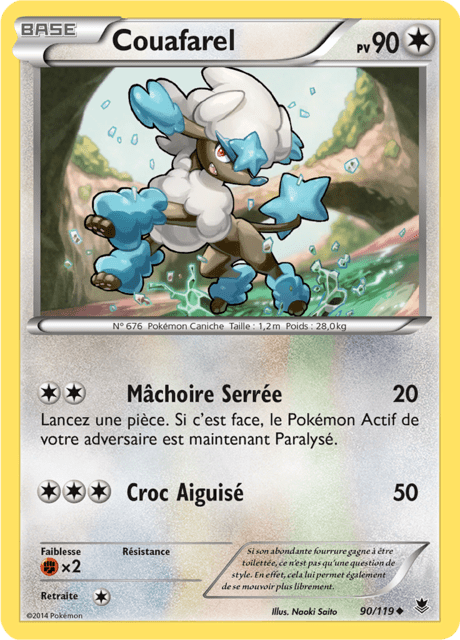 BASE
Couafarel PV 90
N° 676 Pokémon Caniche Taille : 1,2 m Poids : 28,0 kg
Mâchoire Serrée 20
Lancez une pièce. Si c'est face, le Pokémon Actif de
votre adversaire est maintenant Paralysé.
Croc Aiguisé 50
Faiblesse Résistance
×2
Retraite
Si son abondante fourrure gagne à être
toilettée, ce n'est pas qu'une question de
style. En effet, cela lui permet également
de se mouvoir plus librement.
©2014 Pokémon
Illus. Naoki Saito 90/119